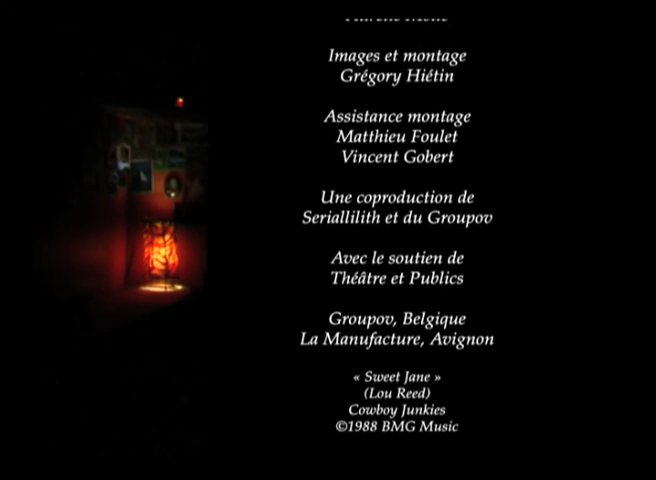 Images et montage
Grégory Hiétin
Assistance montage
Matthieu Foulet
Vincent Gobert
Une coproduction de
Seriallilith et du Groupov
Avec le soutien de
Théâtre et Publics
Groupov, Belgique
La Manufacture, Avignon
« Sweet Jane »
(Lou Reed)
Cowboy Junkies
©1988 BMG Music